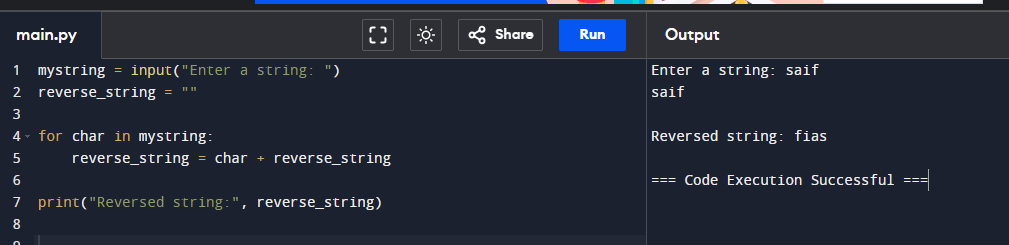 main.py
Share
Run
Output
1 mystring = input("Enter a string: ")
2 reverse_string = ""
3
4 for char in mystring:
5     reverse_string = char + reverse_string
6
7 print("Reversed string:", reverse_string)
8
Enter a string: saif
saif
Reversed string: fias
=== Code Execution Successful ===